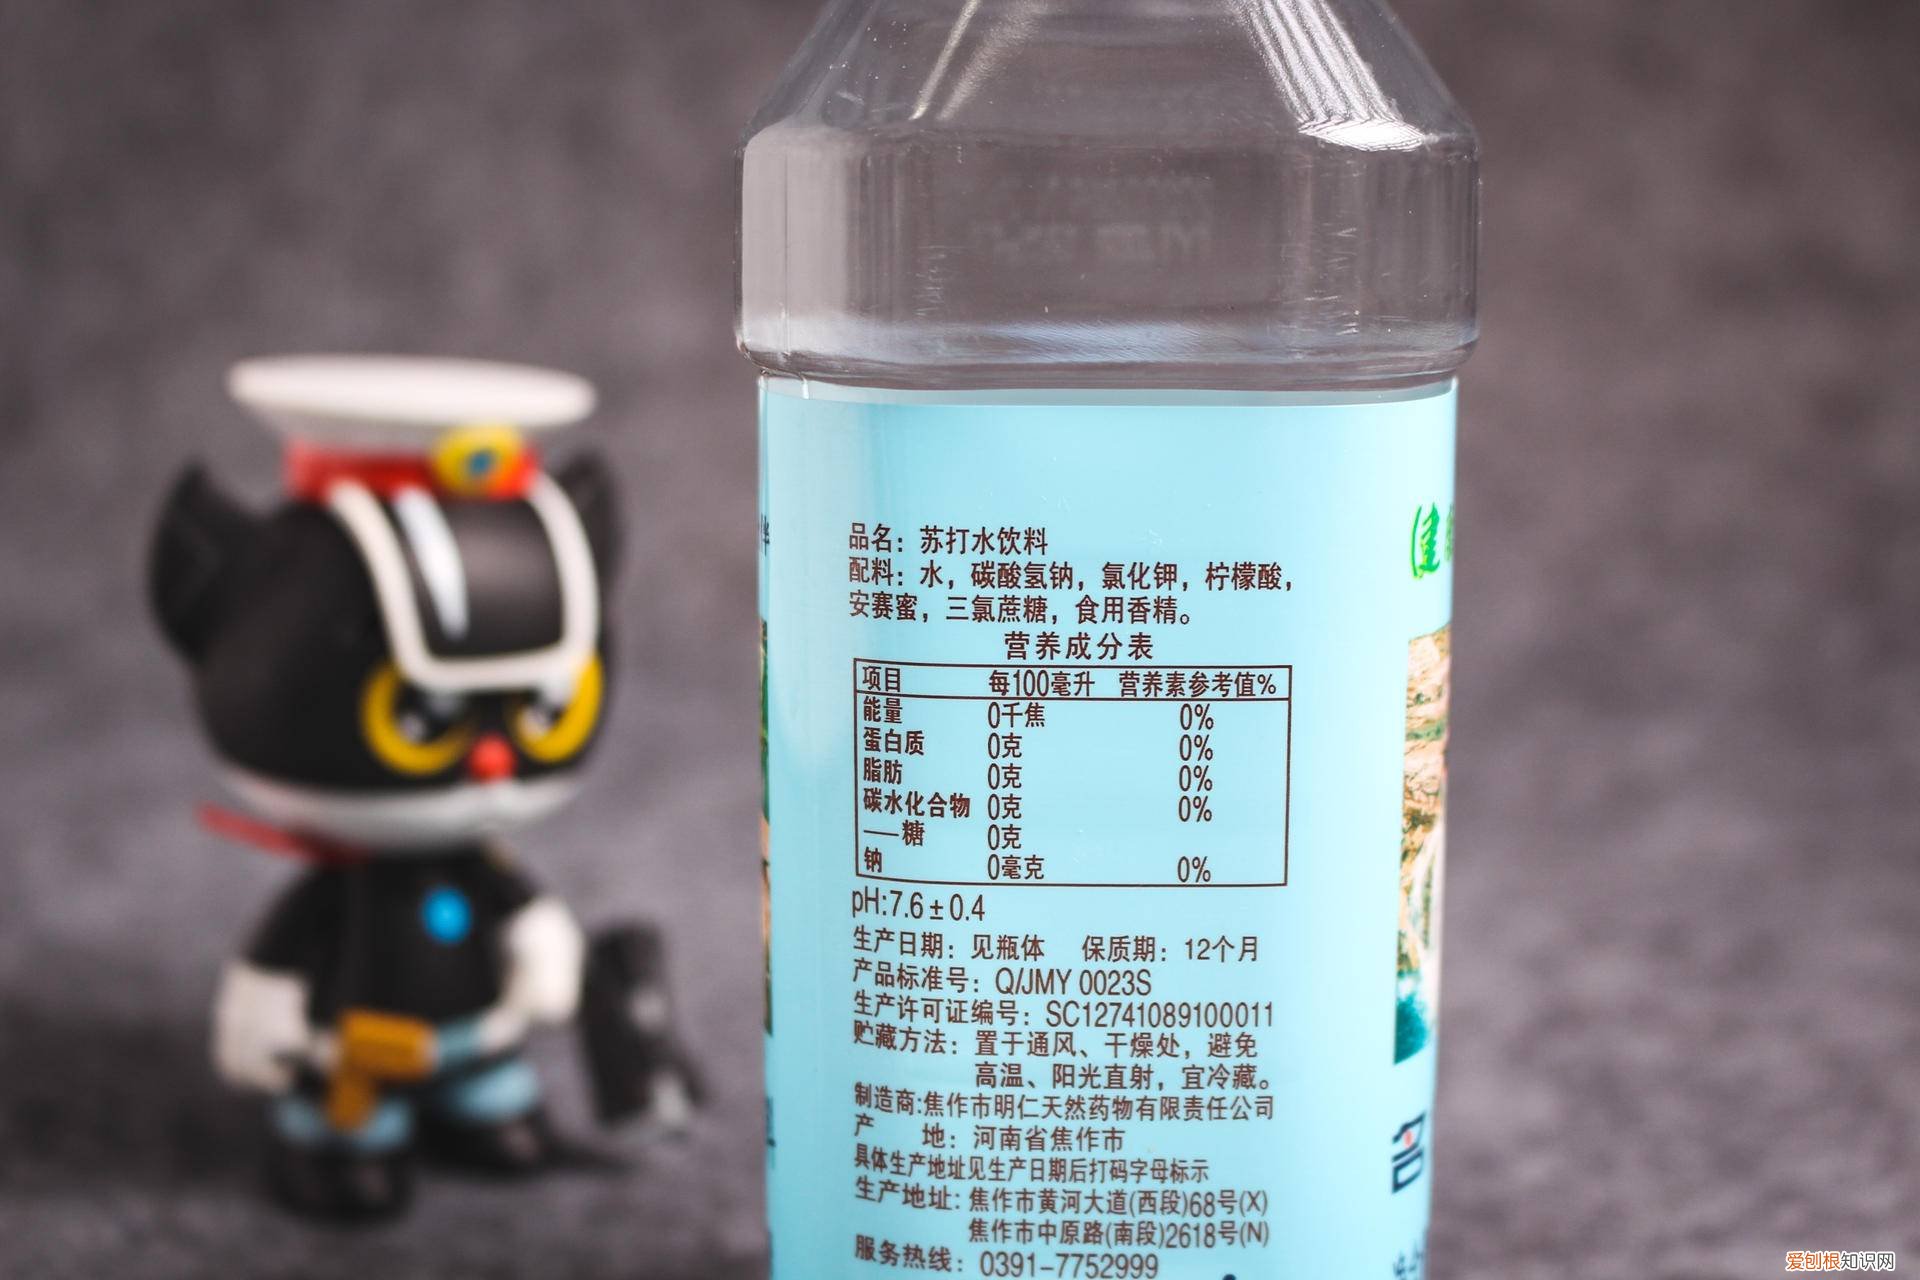 品名：苏打水饮料
配料：水，碳酸氢钠，氯化钾，柠檬酸，
安赛蜜，三氯蔗糖，食用香精。
营养成分表
项目 每100毫升 营养素参考值%
能量 0千焦 0%
蛋白质 0克 0%
脂肪 0克 0%
碳水化合物 0克 0%
——糖 0克
钠 0毫克 0%
pH:7.6±0.4
生产日期：见瓶体 保质期：12个月
产品标准号：Q/JMY 0023S
生产许可证编号：SC12741089100011
贮藏方法：置于通风、干燥处，避免
高温、阳光直射，宜冷藏。
制造商:焦作市明仁天然药物有限责任公司
产 地：河南省焦作市
具体生产地址见生产日期后打码字母标示
生产地址：焦作市黄河大道(西段)68号(X)
焦作市中原路(南段)2618号(N)
服务热线：0391-7752999
健
名
爱刨根知识网